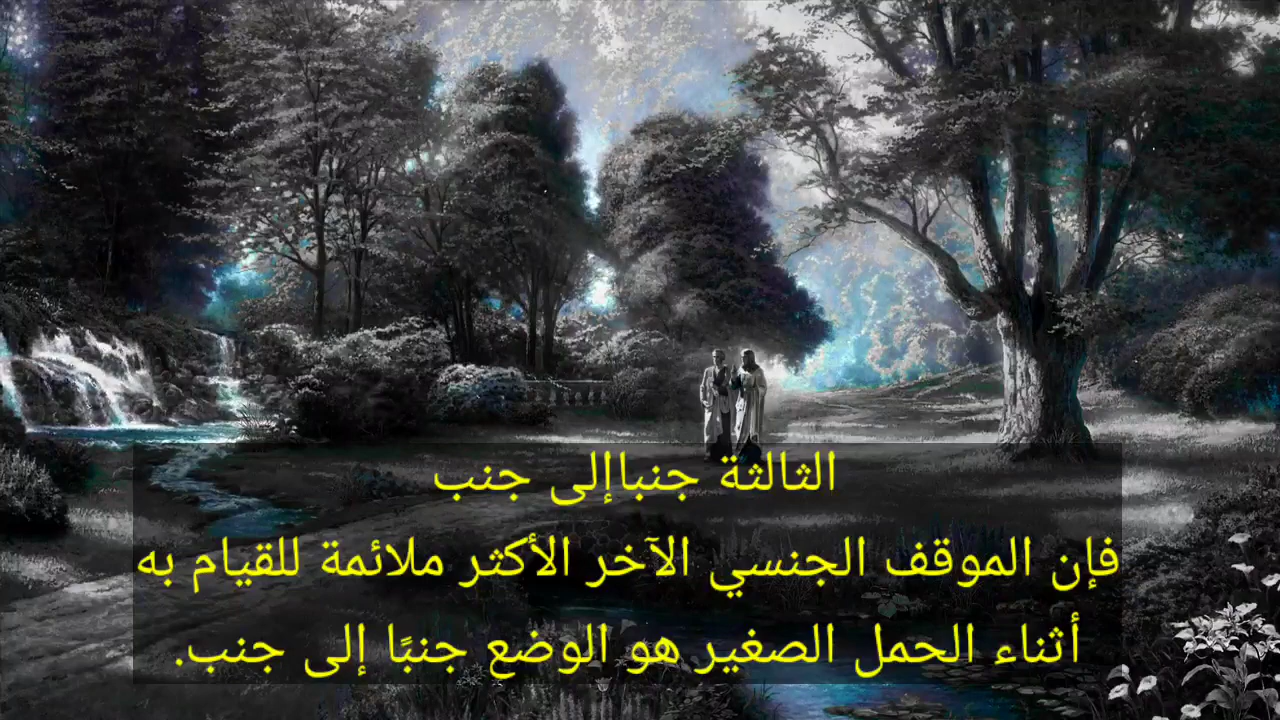 الثالثة جنباإلى جنب
فإن الموقف الجنسي الآخر الأكثر ملائمة للقيام به
أثناء الحمل الصغير هو الوضع جنبًا إلى جنب.